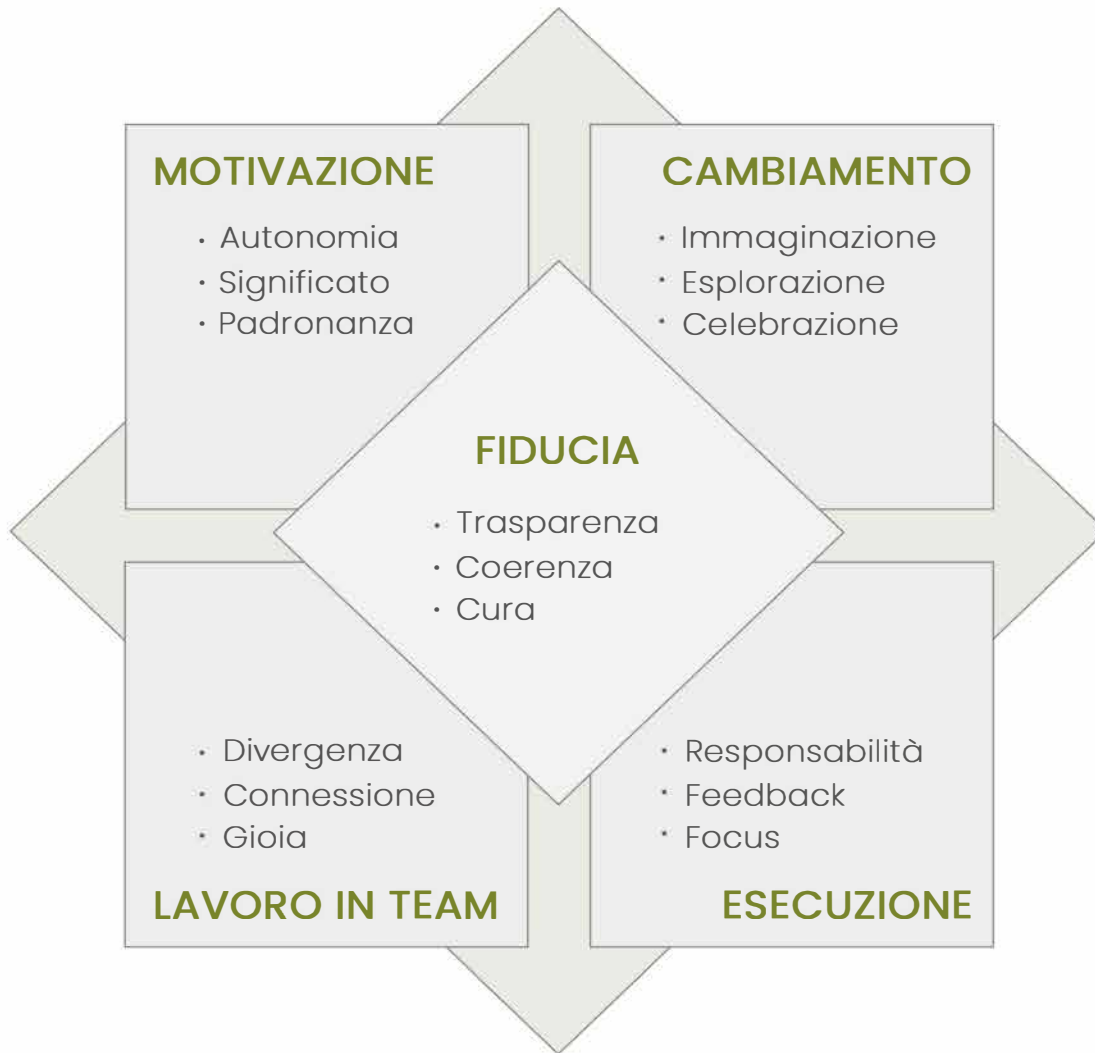 MOTIVAZIONE
• Autonomia
• Significato
• Padronanza
CAMBIAMENTO
• Immaginazione
• Esplorazione
• Celebrazione
FIDUCIA
• Trasparenza
• Coerenza
• Cura
• Divergenza
• Connessione
• Gioia
LAVORO IN TEAM
• Responsabilità
• Feedback
• Focus
ESECUZIONE